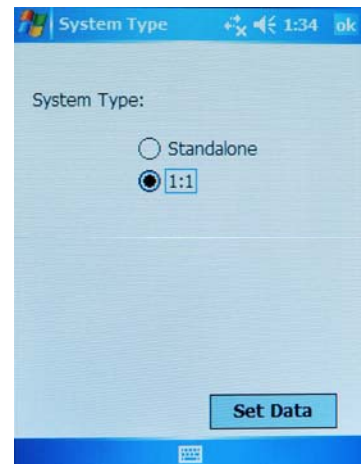 System Type 1:34 ok
System Type:
Standalone
1:1
Set Data